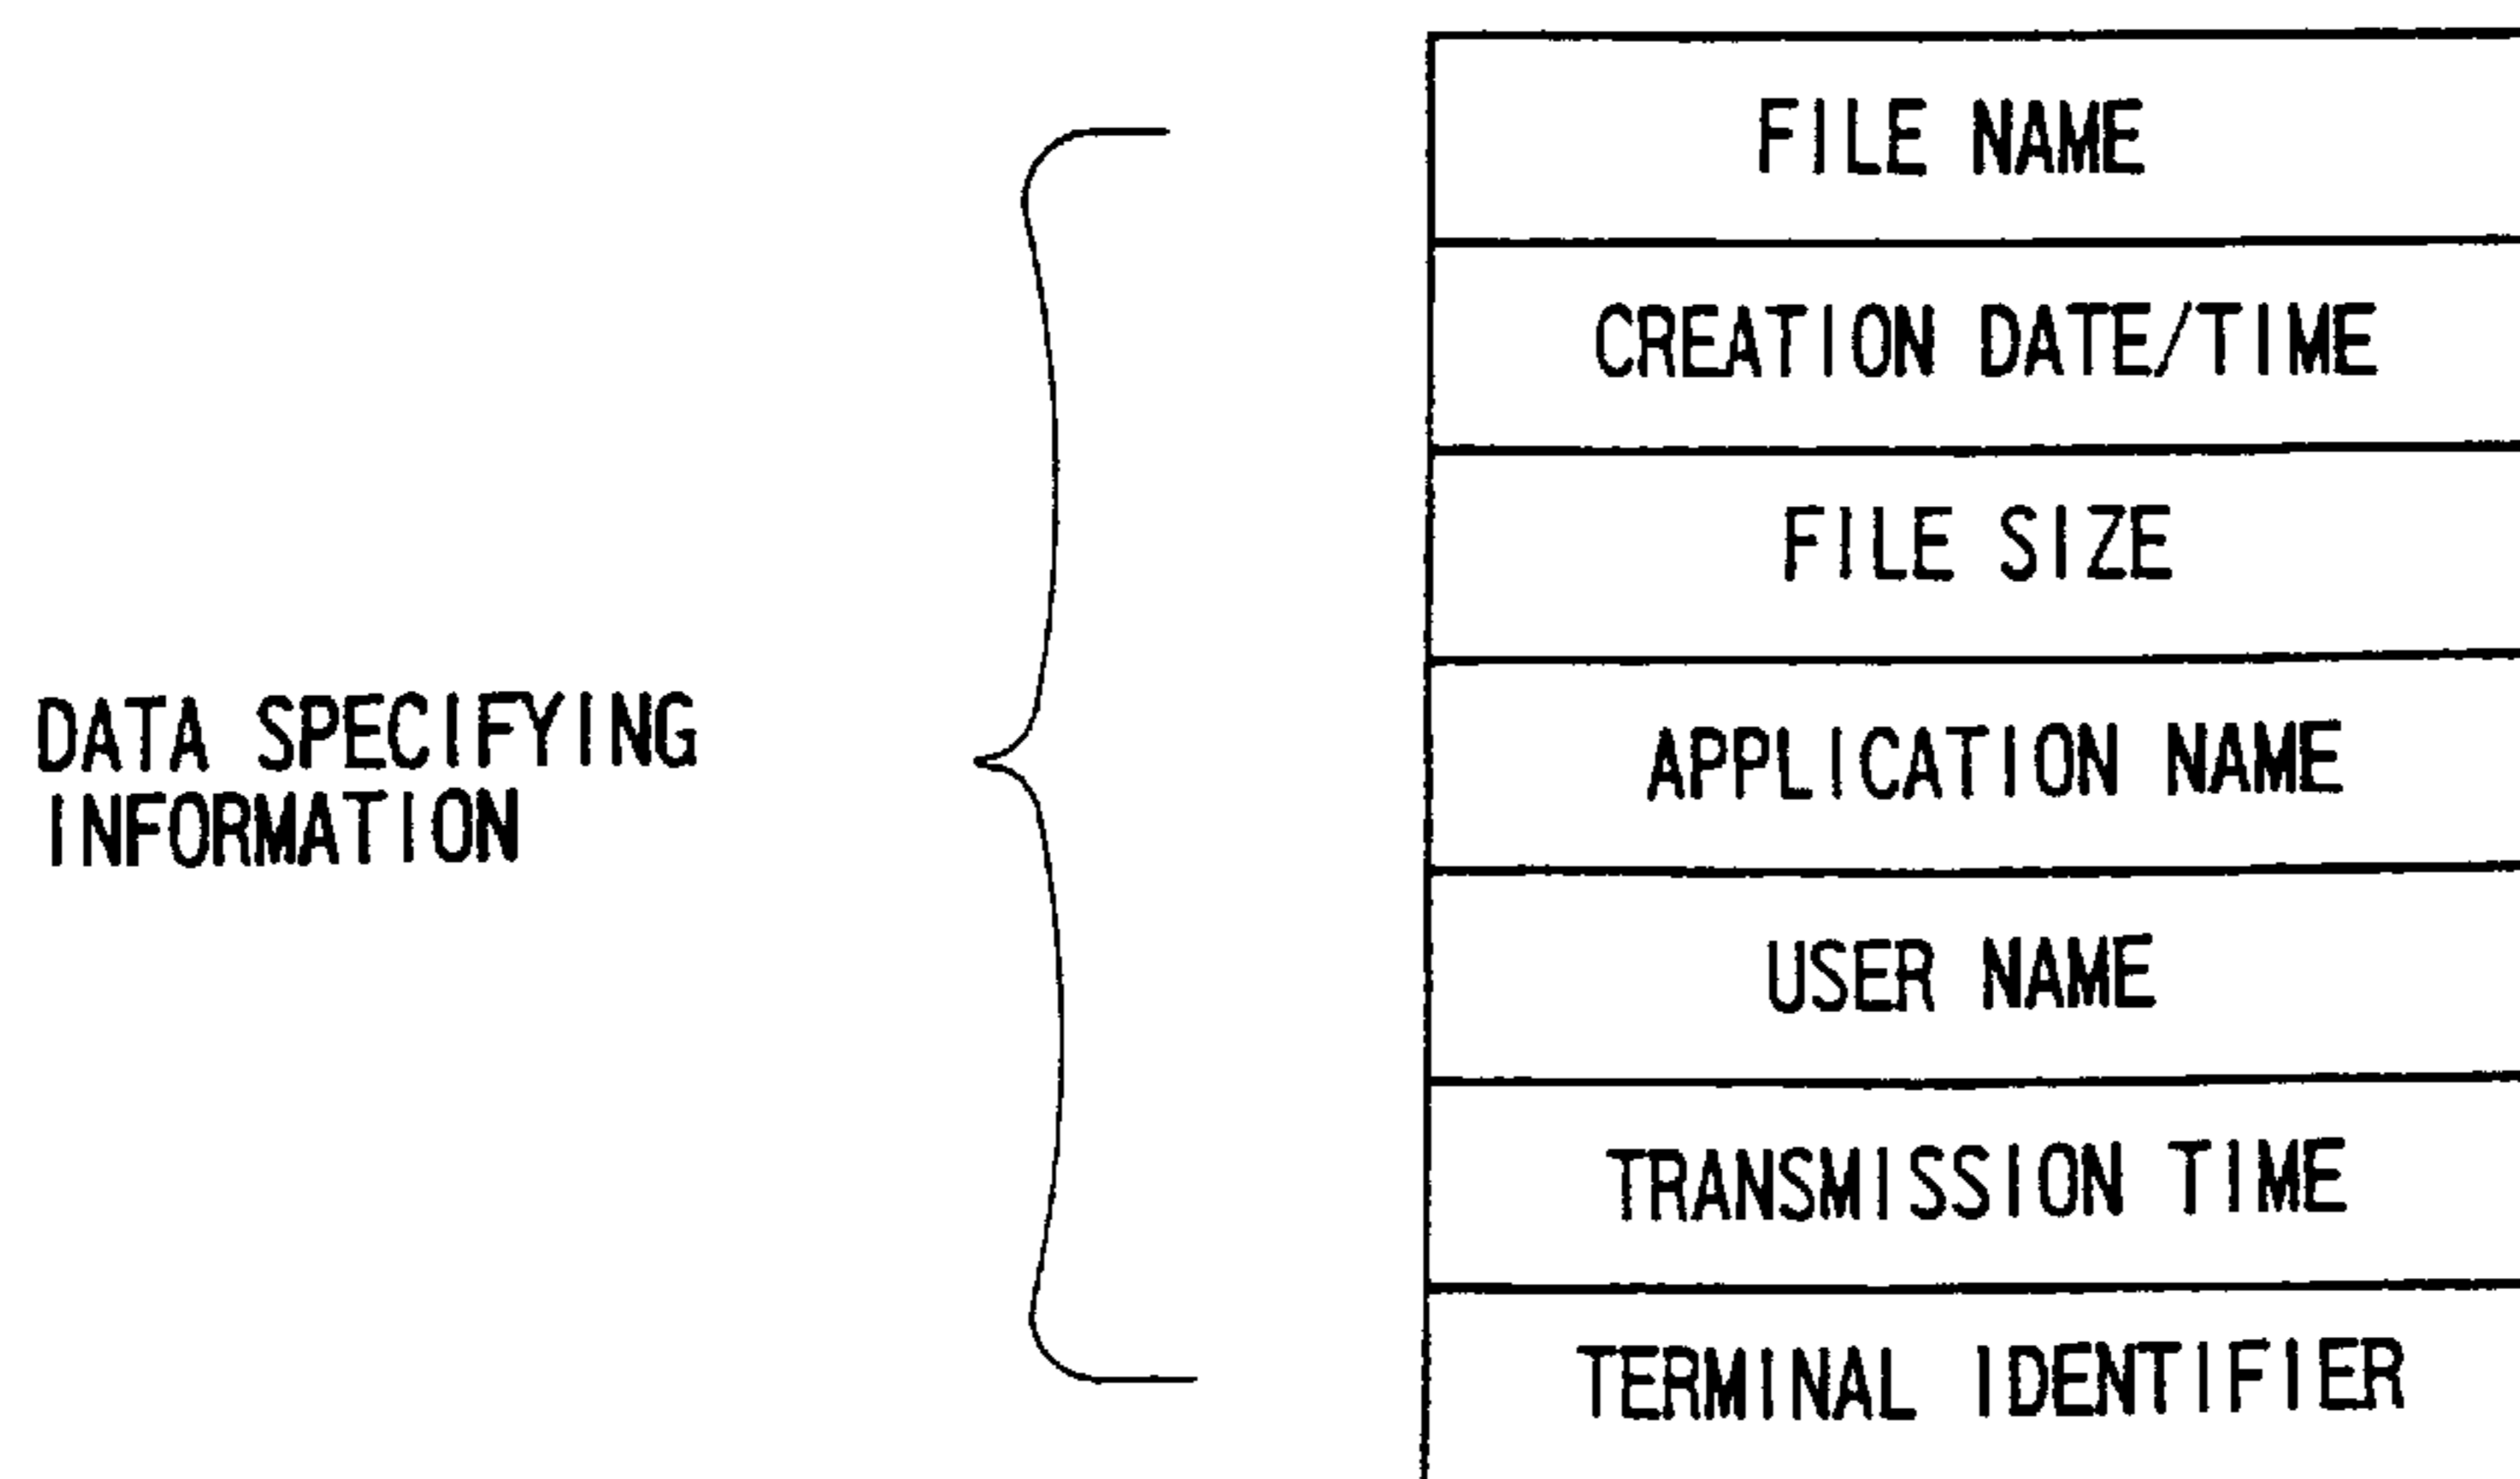 DATA SPECIFYING
INFORMATION
FILE NAME
CREATION DATE/TIME
FILE SIZE
APPLICATION NAME
USER NAME
TRANSMISSION TIME
TERMINAL IDENTIFIER